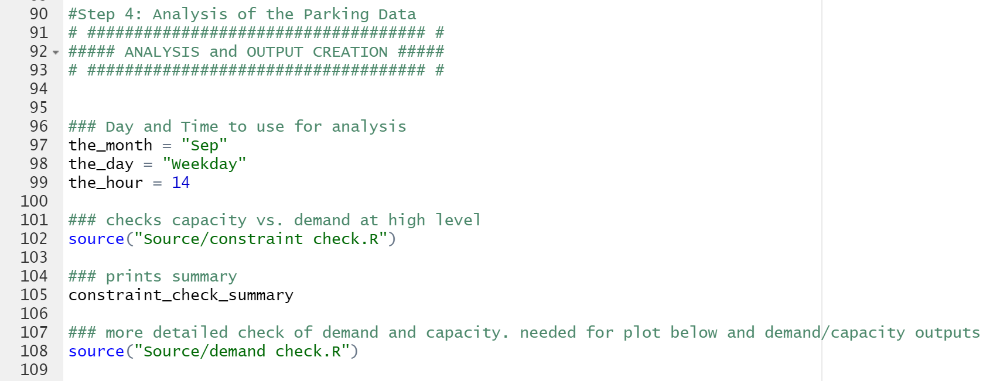 90 #Step 4: Analysis of the Parking Data
91 # #################################### #
92 ##### ANALYSIS and OUTPUT CREATION #####
93 # #################################### #
94
95
96 ### Day and Time to use for analysis
97 the_month = "Sep"
98 the_day = "Weekday"
99 the_hour = 14
100
101 ### checks capacity vs. demand at high level
102 source("Source/constraint check.R")
103
104 ### prints summary
105 constraint_check_summary
106
107 ### more detailed check of demand and capacity. needed for plot below and demand/capacity outputs
108 source("Source/demand check.R")
109